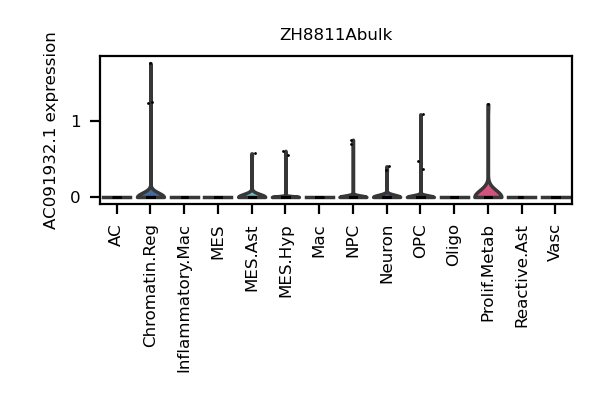 ZH8811Abulk
AC091932.1 expression
1
0
AC
Chromatin.Reg
Inflammatory.Mac
MES
MES.Ast
MES.Hyp
Mac
NPC
Neuron
OPC
Oligo
Prolif.Metab
Reactive.Ast
Vasc